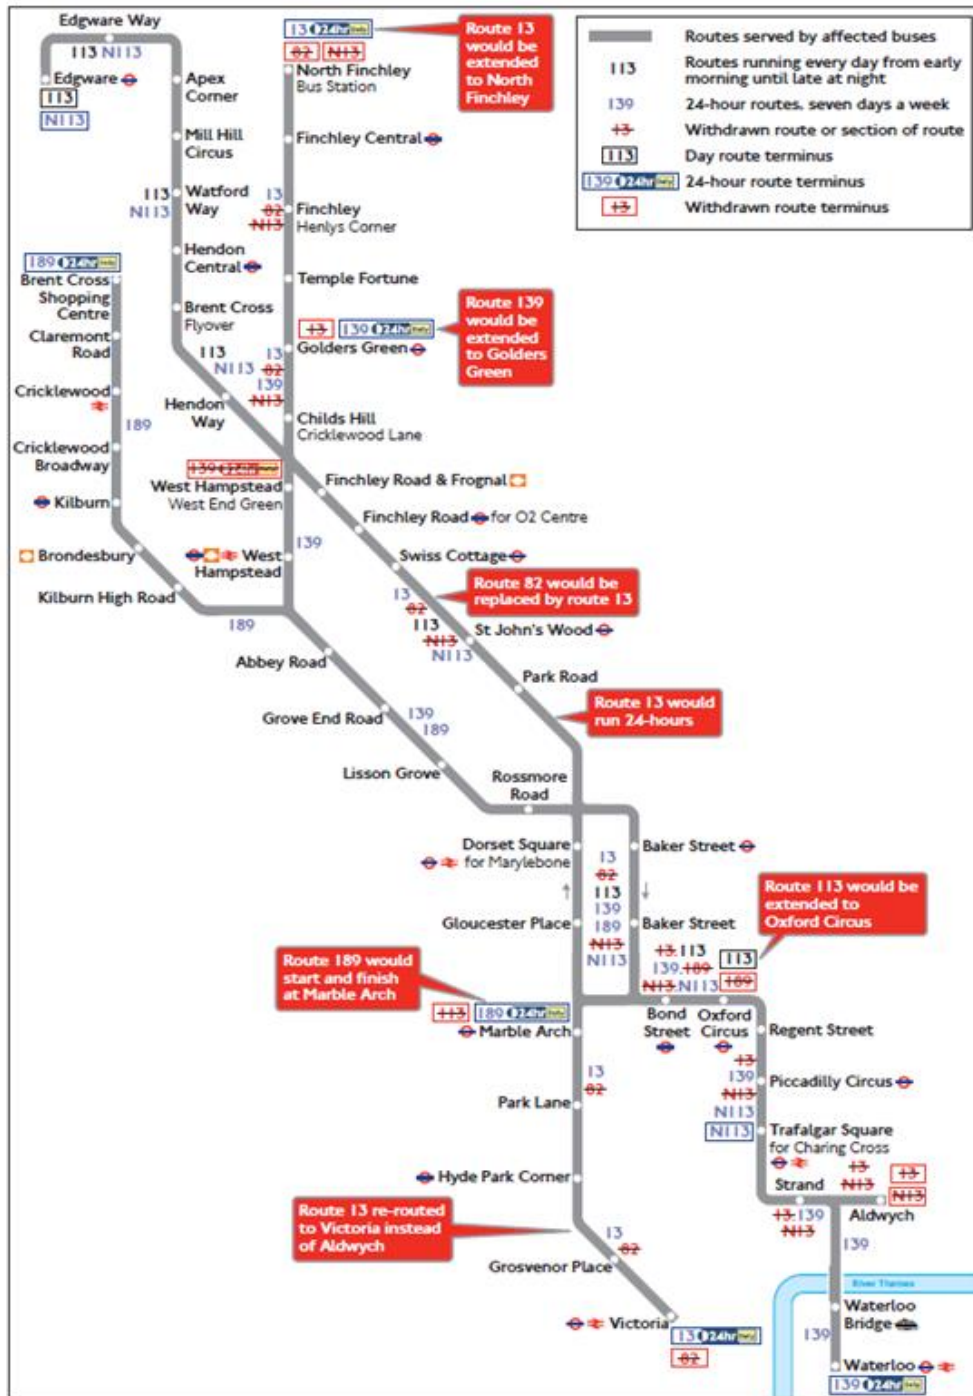 Edgware Way
113 N113
Edgware
113
N113
Apex
Corner
Mill Hill
Circus
113
N113
Watford
Way
Hendon
Central
Brent Cross
Flyover
113
N113
Hendon
Way
13 24hr
82 N13
North Finchley
Bus Station
Route 13
would be
extended
to North
Finchley
Finchley Central
13
82
N13
Finchley
Henlys Corner
Temple Fortune
13 139 24hr
Golders Green
Route 139
would be
extended
to Golders
Green
13
82
139
N13
Childs Hill
Cricklewood Lane
Routes served by affected buses
113 Routes running every day from early
morning until late at night
139 24-hour routes, seven days a week
13 Withdrawn route or section of route
113 Day route terminus
139 24hr 24-hour route terminus
13 Withdrawn route terminus
189 24hr
Brent Cross
Shopping
Centre
Claremont
Road
Cricklewood
189
Cricklewood
Broadway
Kilburn
Brondesbury
Kilburn High Road
189
139 24hr
West Hampstead
West End Green
139
West
Hampstead
Finchley Road & Frognal
Finchley Road for O2 Centre
Swiss Cottage
Route 82 would be
replaced by route 13
13
82
113
N13
N113
St John's Wood
Park Road
Route 13 would
run 24-hours
Abbey Road
Grove End Road
139
189
Lisson Grove
Rossmore
Road
Dorset Square
for Marylebone
Baker Street
13
82
113
139
189
N13
N113
Gloucester Place
Baker Street
Route 113 would be
extended to
Oxford Circus
13 113
139 189
N13 N113
113
189
Route 189 would
start and finish
at Marble Arch
113 189 24hr
Marble Arch
Bond
Street
Oxford
Circus
Regent Street
13
139
N13
N113
N113
Piccadilly Circus
Trafalgar Square
for Charing Cross
13
82
Park Lane
Hyde Park Corner
Route 13 re-routed
to Victoria instead
of Aldwych
13
82
Grosvenor Place
Victoria
13 24hr
82
Strand
13
N13
13
N13
Aldwych
13 139
N13
139
River Thames
Waterloo
Bridge
139
Waterloo
139 24hr